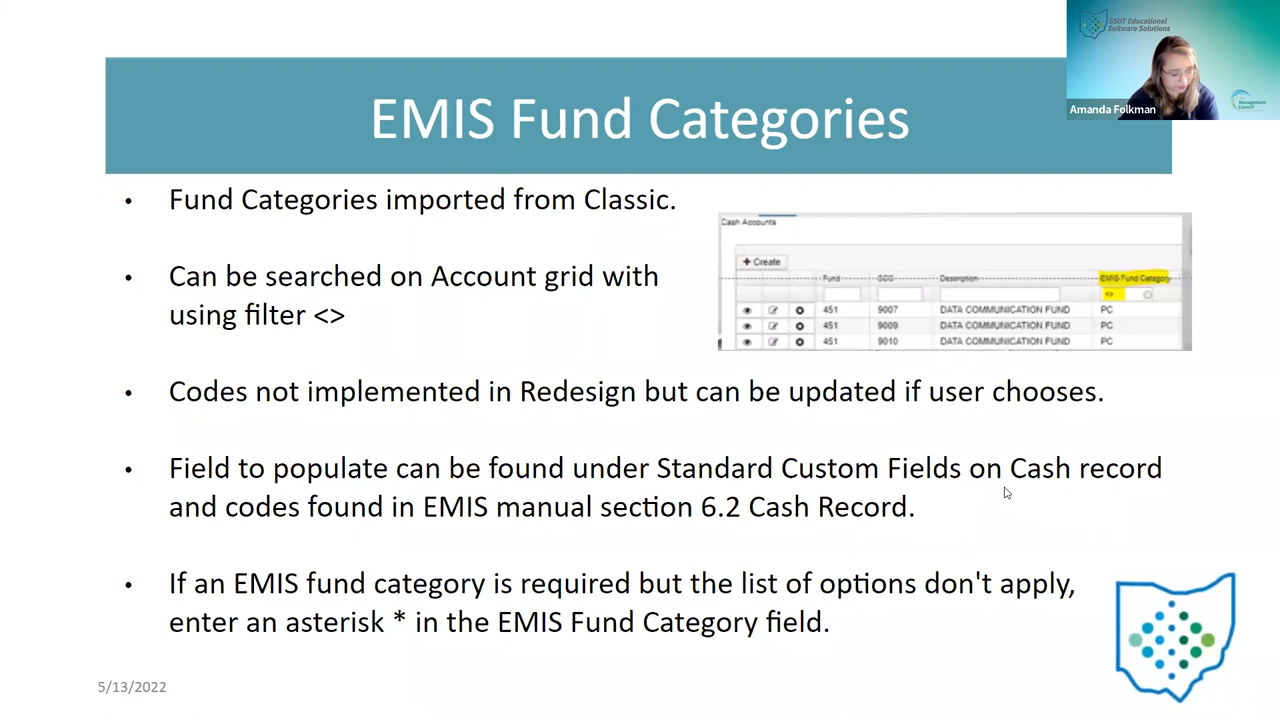 SSDT Educational
Software Solutions
Amanda Folkman
Management
Council
EMIS Fund Categories
• Fund Categories imported from Classic.
• Can be searched on Account grid with
using filter <>
Cash Accounts
+ Create
Fund SCC Description EMIS Fund Category
<>
451 9007 DATA COMMUNICATION FUND PC
451 9009 DATA COMMUNICATION FUND PC
451 9010 DATA COMMUNICATION FUND PC
• Codes not implemented in Redesign but can be updated if user chooses.
• Field to populate can be found under Standard Custom Fields on Cash record
and codes found in EMIS manual section 6.2 Cash Record.
• If an EMIS fund category is required but the list of options don't apply,
enter an asterisk * in the EMIS Fund Category field.
5/13/2022